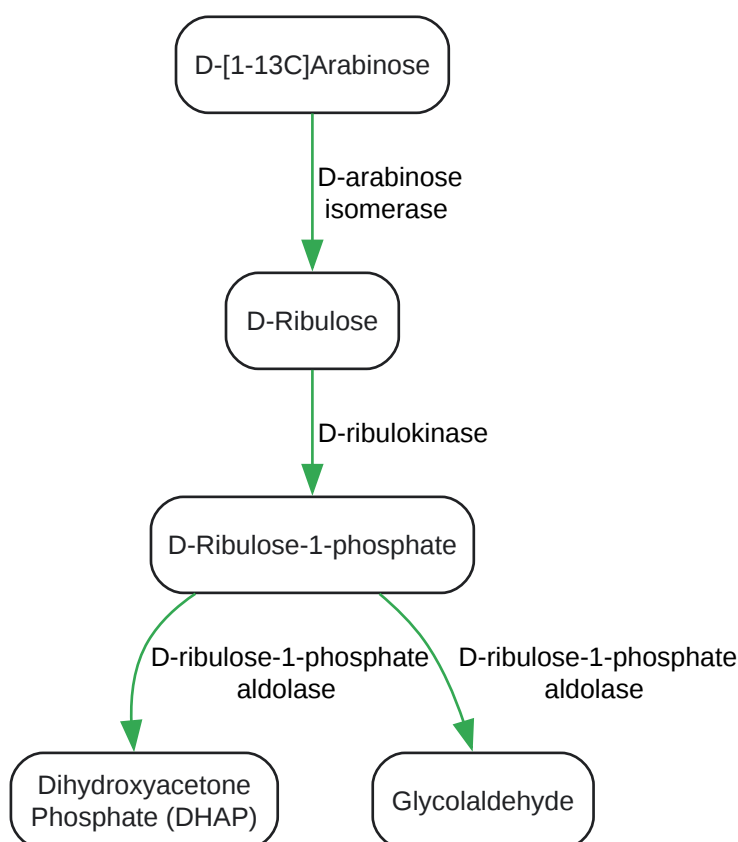 D-[1-13C]Arabinose
D-arabinose
isomerase
D-Ribulose
D-ribulokinase
D-Ribulose-1-phosphate
D-ribulose-1-phosphate
aldolase
D-ribulose-1-phosphate
aldolase
Dihydroxyacetone
Phosphate (DHAP)
Glycolaldehyde